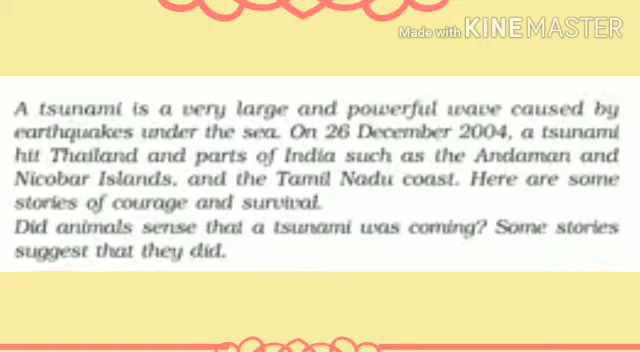 Made with KINEMASTER
A tsunami is a very large and powerful wave caused by
earthquakes under the sea. On 26 December 2004, a tsunami
hit Thailand and parts of India such as the Andaman and
Nicobar Islands, and the Tamil Nadu coast. Here are some
stories of courage and survival.
Did animals sense that a tsunami was coming? Some stories
suggest that they did.